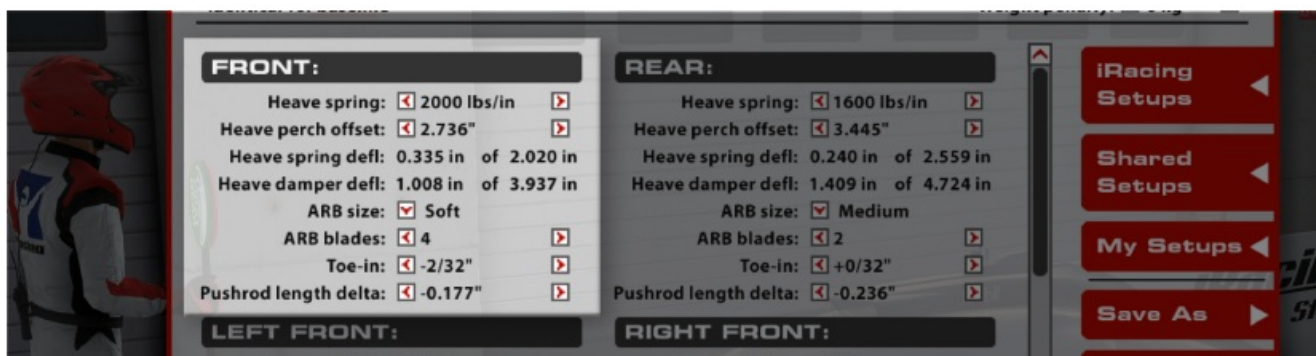 FRONT:
Heave spring: 2000 lbs/in
Heave perch offset: 2.736"
Heave spring defl: 0.335 in of 2.020 in
Heave damper defl: 1.008 in of 3.937 in
ARB size: Soft
ARB blades: 4
Toe-in: -2/32"
Pushrod length delta: -0.177"
LEFT FRONT:
REAR:
Heave spring: 1600 lbs/in
Heave perch offset: 3.445"
Heave spring defl: 0.240 in of 2.559 in
Heave damper defl: 1.409 in of 4.724 in
ARB size: Medium
ARB blades: 2
Toe-in: +0/32"
Pushrod length delta: -0.236"
RIGHT FRONT:
iRacing
Setups
Shared
Setups
My Setups
Save As